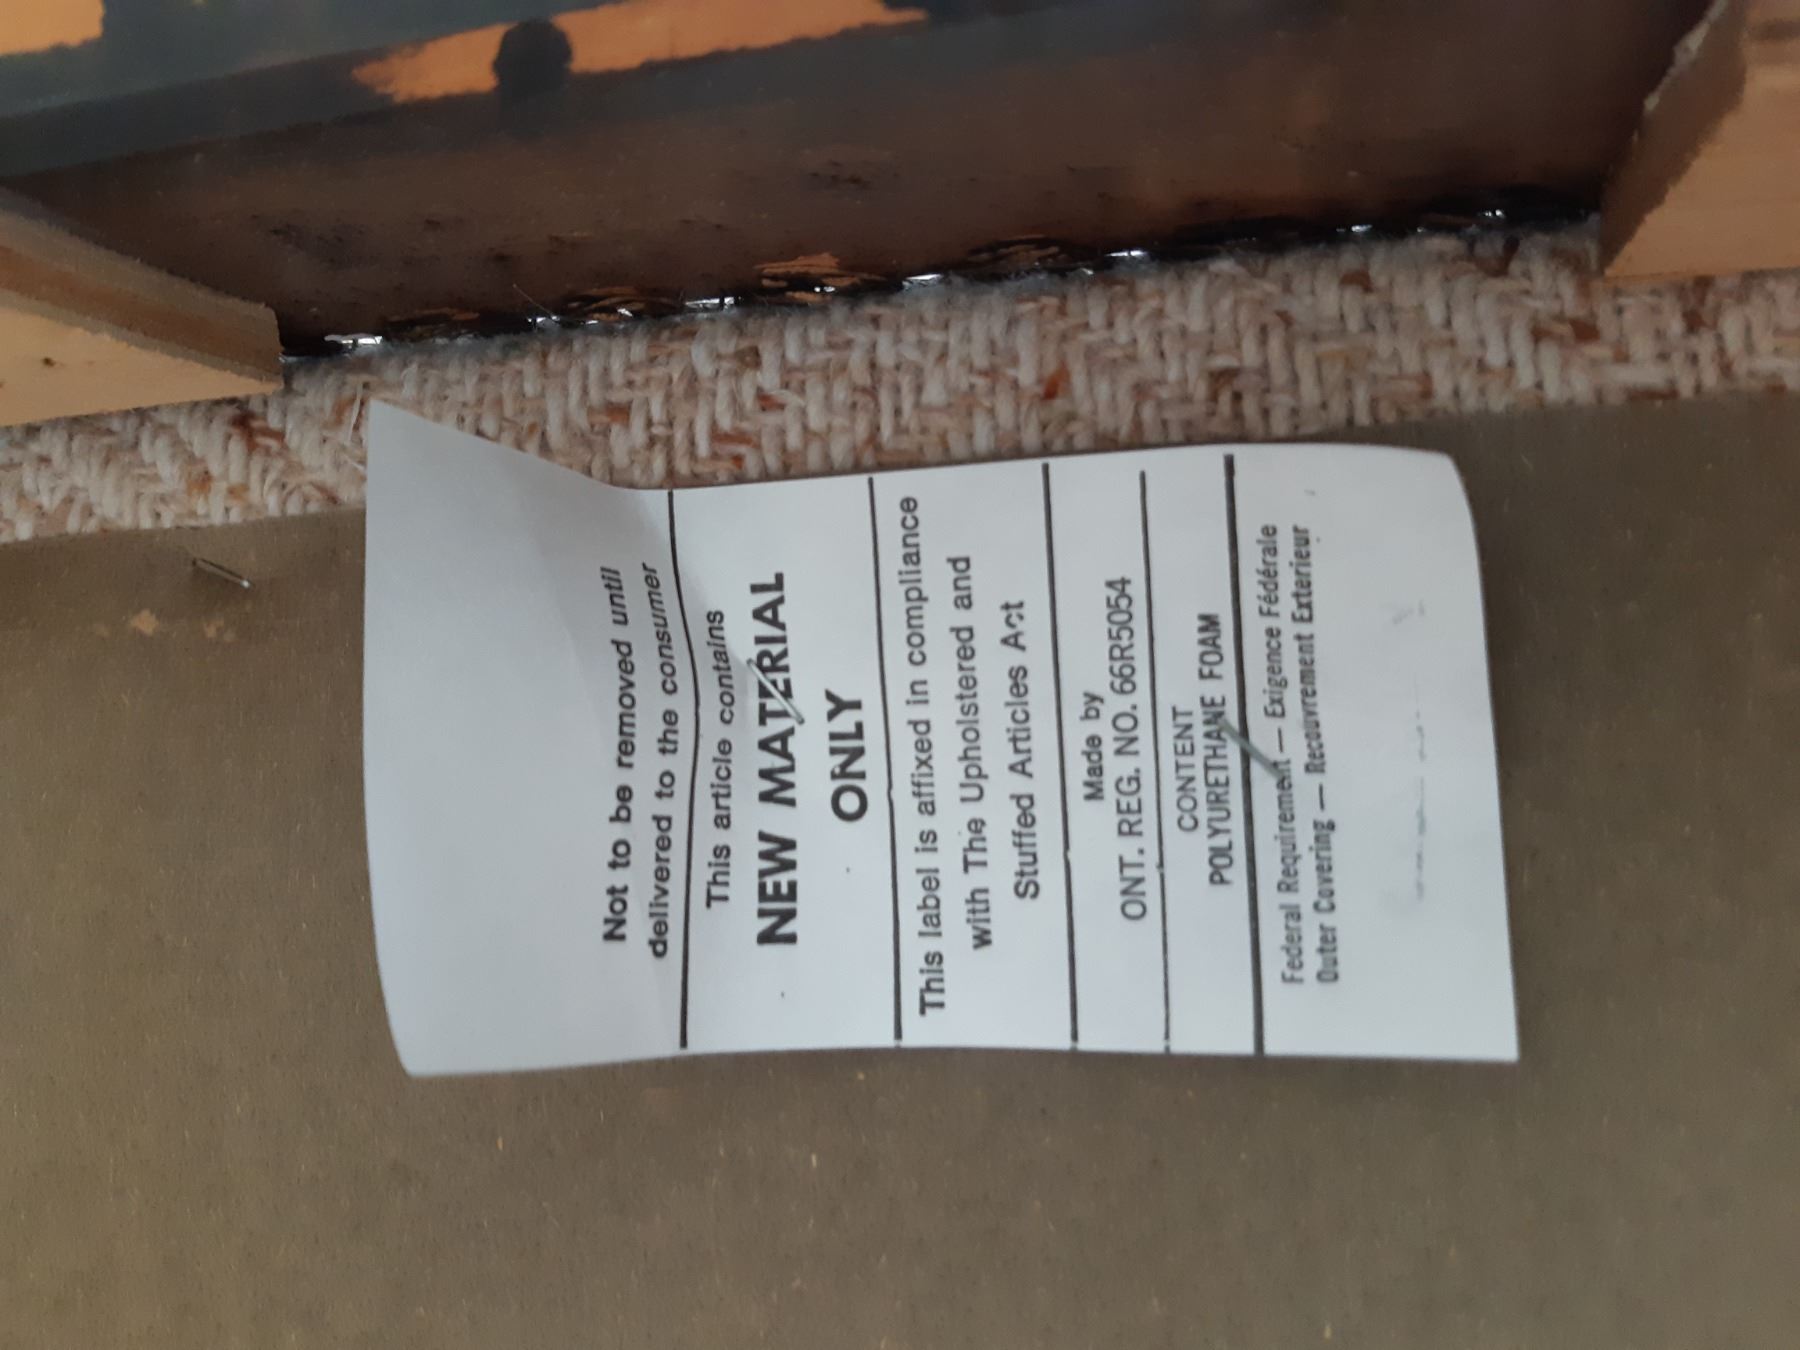 Not to be removed until
delivered to the consumer
This article contains
NEW MATERIAL
ONLY
This label is affixed in compliance
with The Upholstered and
Stuffed Articles Act
Made by
ONT. REG. NO. 66R5054
CONTENT
POLYURETHANE FOAM
Federal Requirement — Exigence Fédérale
Outer Covering — Recouvrement Extérieur